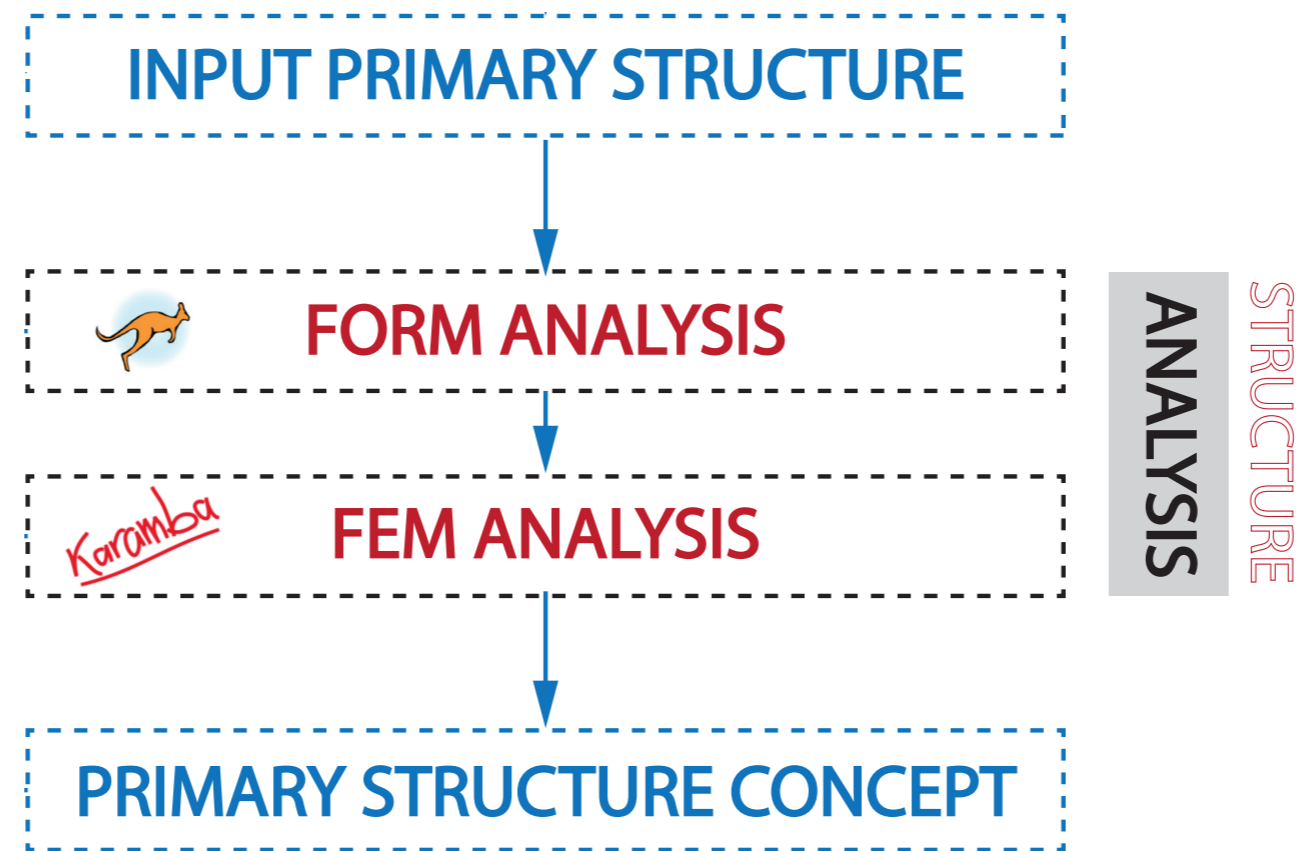 INPUT PRIMARY STRUCTURE
FORM ANALYSIS
Karamba
FEM ANALYSIS
PRIMARY STRUCTURE CONCEPT
STRUCTURE
ANALYSIS